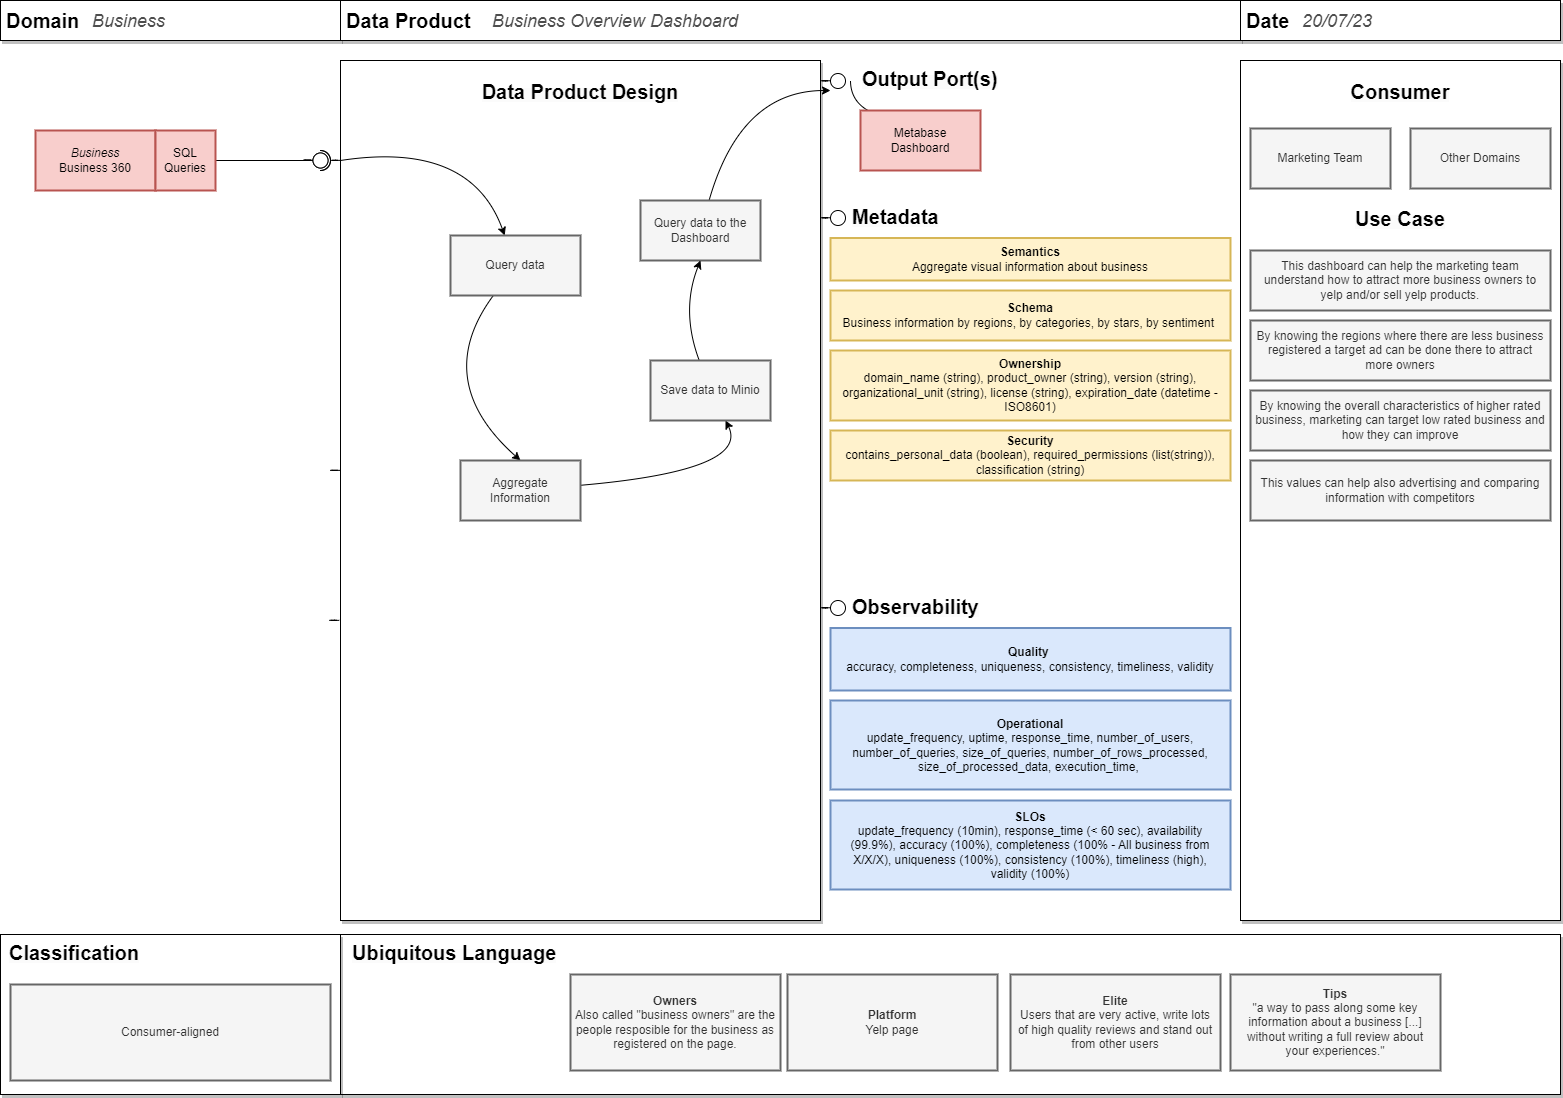 Domain Business
Data Product Business Overview Dashboard
Date 20/07/23
Business
Business 360
SQL
Queries
Data Product Design
Query data
Aggregate
Information
Save data to Minio
Query data to the
Dashboard
Output Port(s)
Metabase
Dashboard
Metadata
Semantics
Aggregate visual information about business
Schema
Business information by regions, by categories, by stars, by sentiment
Ownership
domain_name (string), product_owner (string), version (string),
organizational_unit (string), license (string), expiration_date (datetime -
ISO8601)
Security
contains_personal_data (boolean), required_permissions (list(string)),
classification (string)
Observability
Quality
accuracy, completeness, uniqueness, consistency, timeliness, validity
Operational
update_frequency, uptime, response_time, number_of_users,
number_of_queries, size_of_queries, number_of_rows_processed,
size_of_processed_data, execution_time,
SLOs
update_frequency (10min), response_time (< 60 sec), availability
(99.9%), accuracy (100%), completeness (100% - All business from
X/X/X), uniqueness (100%), consistency (100%), timeliness (high),
validity (100%)
Consumer
Marketing Team
Other Domains
Use Case
This dashboard can help the marketing team
understand how to attract more business owners to
yelp and/or sell yelp products.
By knowing the regions where there are less business
registered a target ad can be done there to attract
more owners
By knowing the overall characteristics of higher rated
business, marketing can target low rated business and
how they can improve
This values can help also advertising and comparing
information with competitors
Classification
Consumer-aligned
Ubiquitous Language
Owners
Also called "business owners" are the
people resposible for the business as
registered on the page.
Platform
Yelp page
Elite
Users that are very active, write lots
of high quality reviews and stand out
from other users
Tips
"a way to pass along some key
information about a business [...]
without writing a full review about
your experiences."